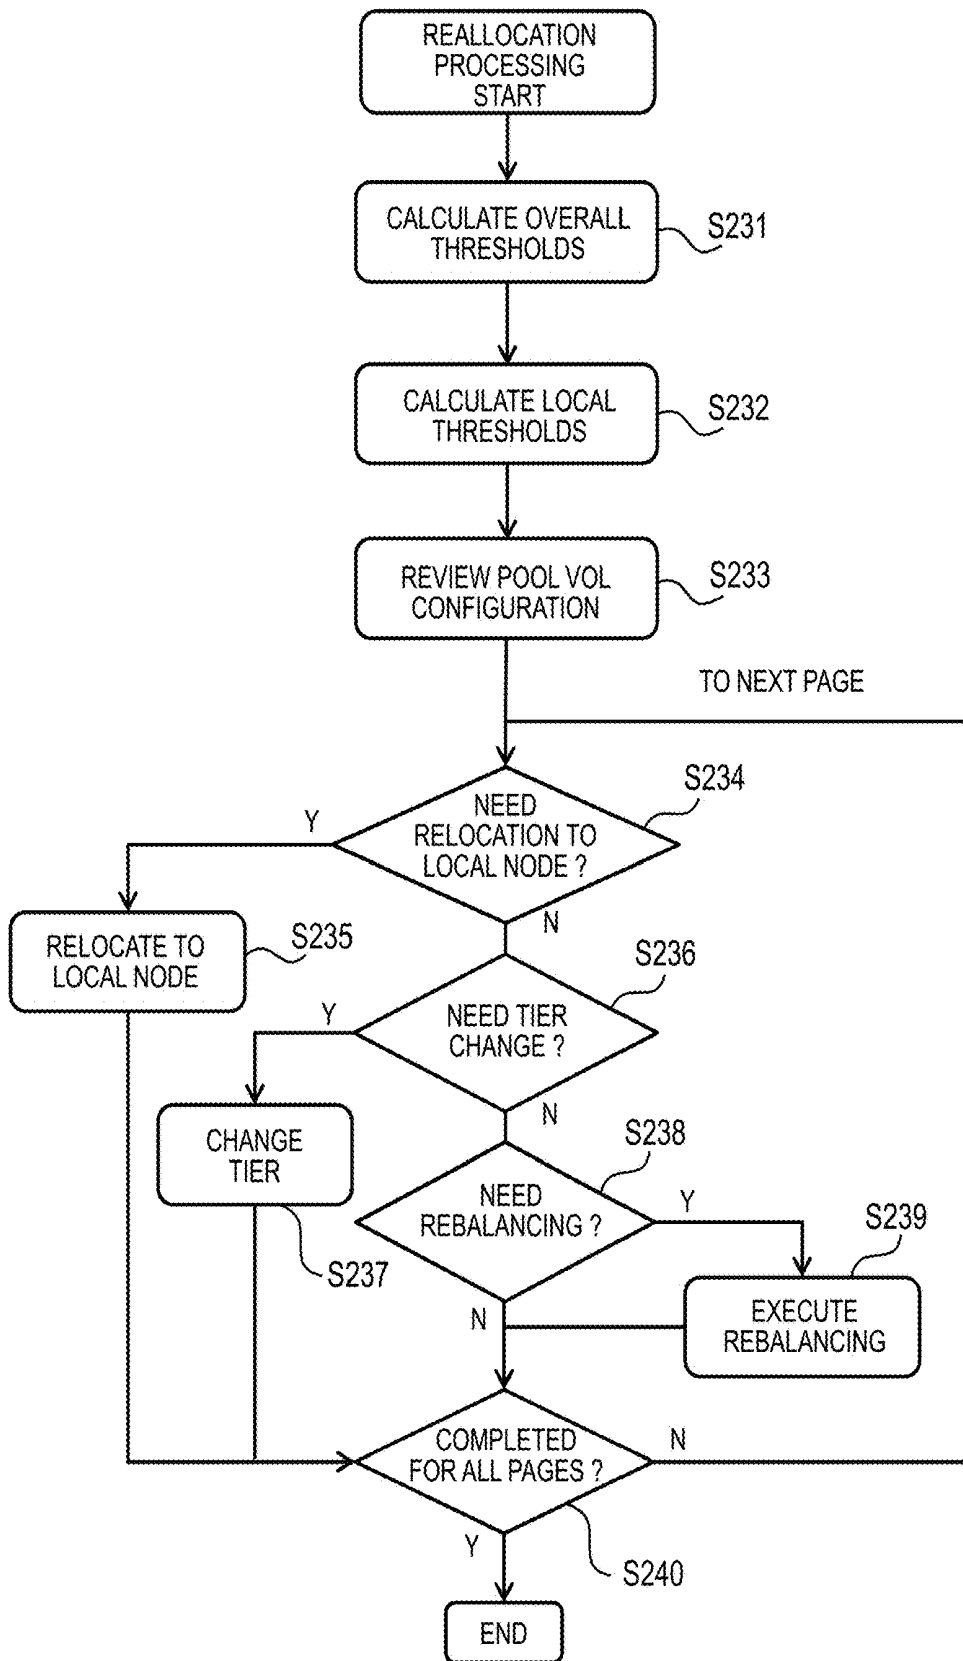 REALLOCATION
PROCESSING
START
CALCULATE OVERALL
THRESHOLDS
S231
CALCULATE LOCAL
THRESHOLDS
S232
REVIEW POOL VOL
CONFIGURATION
S233
TO NEXT PAGE
S234
NEED
RELOCATION TO
LOCAL NODE ?
Y
N
RELOCATE TO
LOCAL NODE
S235
S236
NEED TIER
CHANGE ?
Y
N
CHANGE
TIER
S237
S238
NEED
REBALANCING ?
Y
N
S239
EXECUTE
REBALANCING
COMPLETED
FOR ALL PAGES ?
N
Y
S240
END